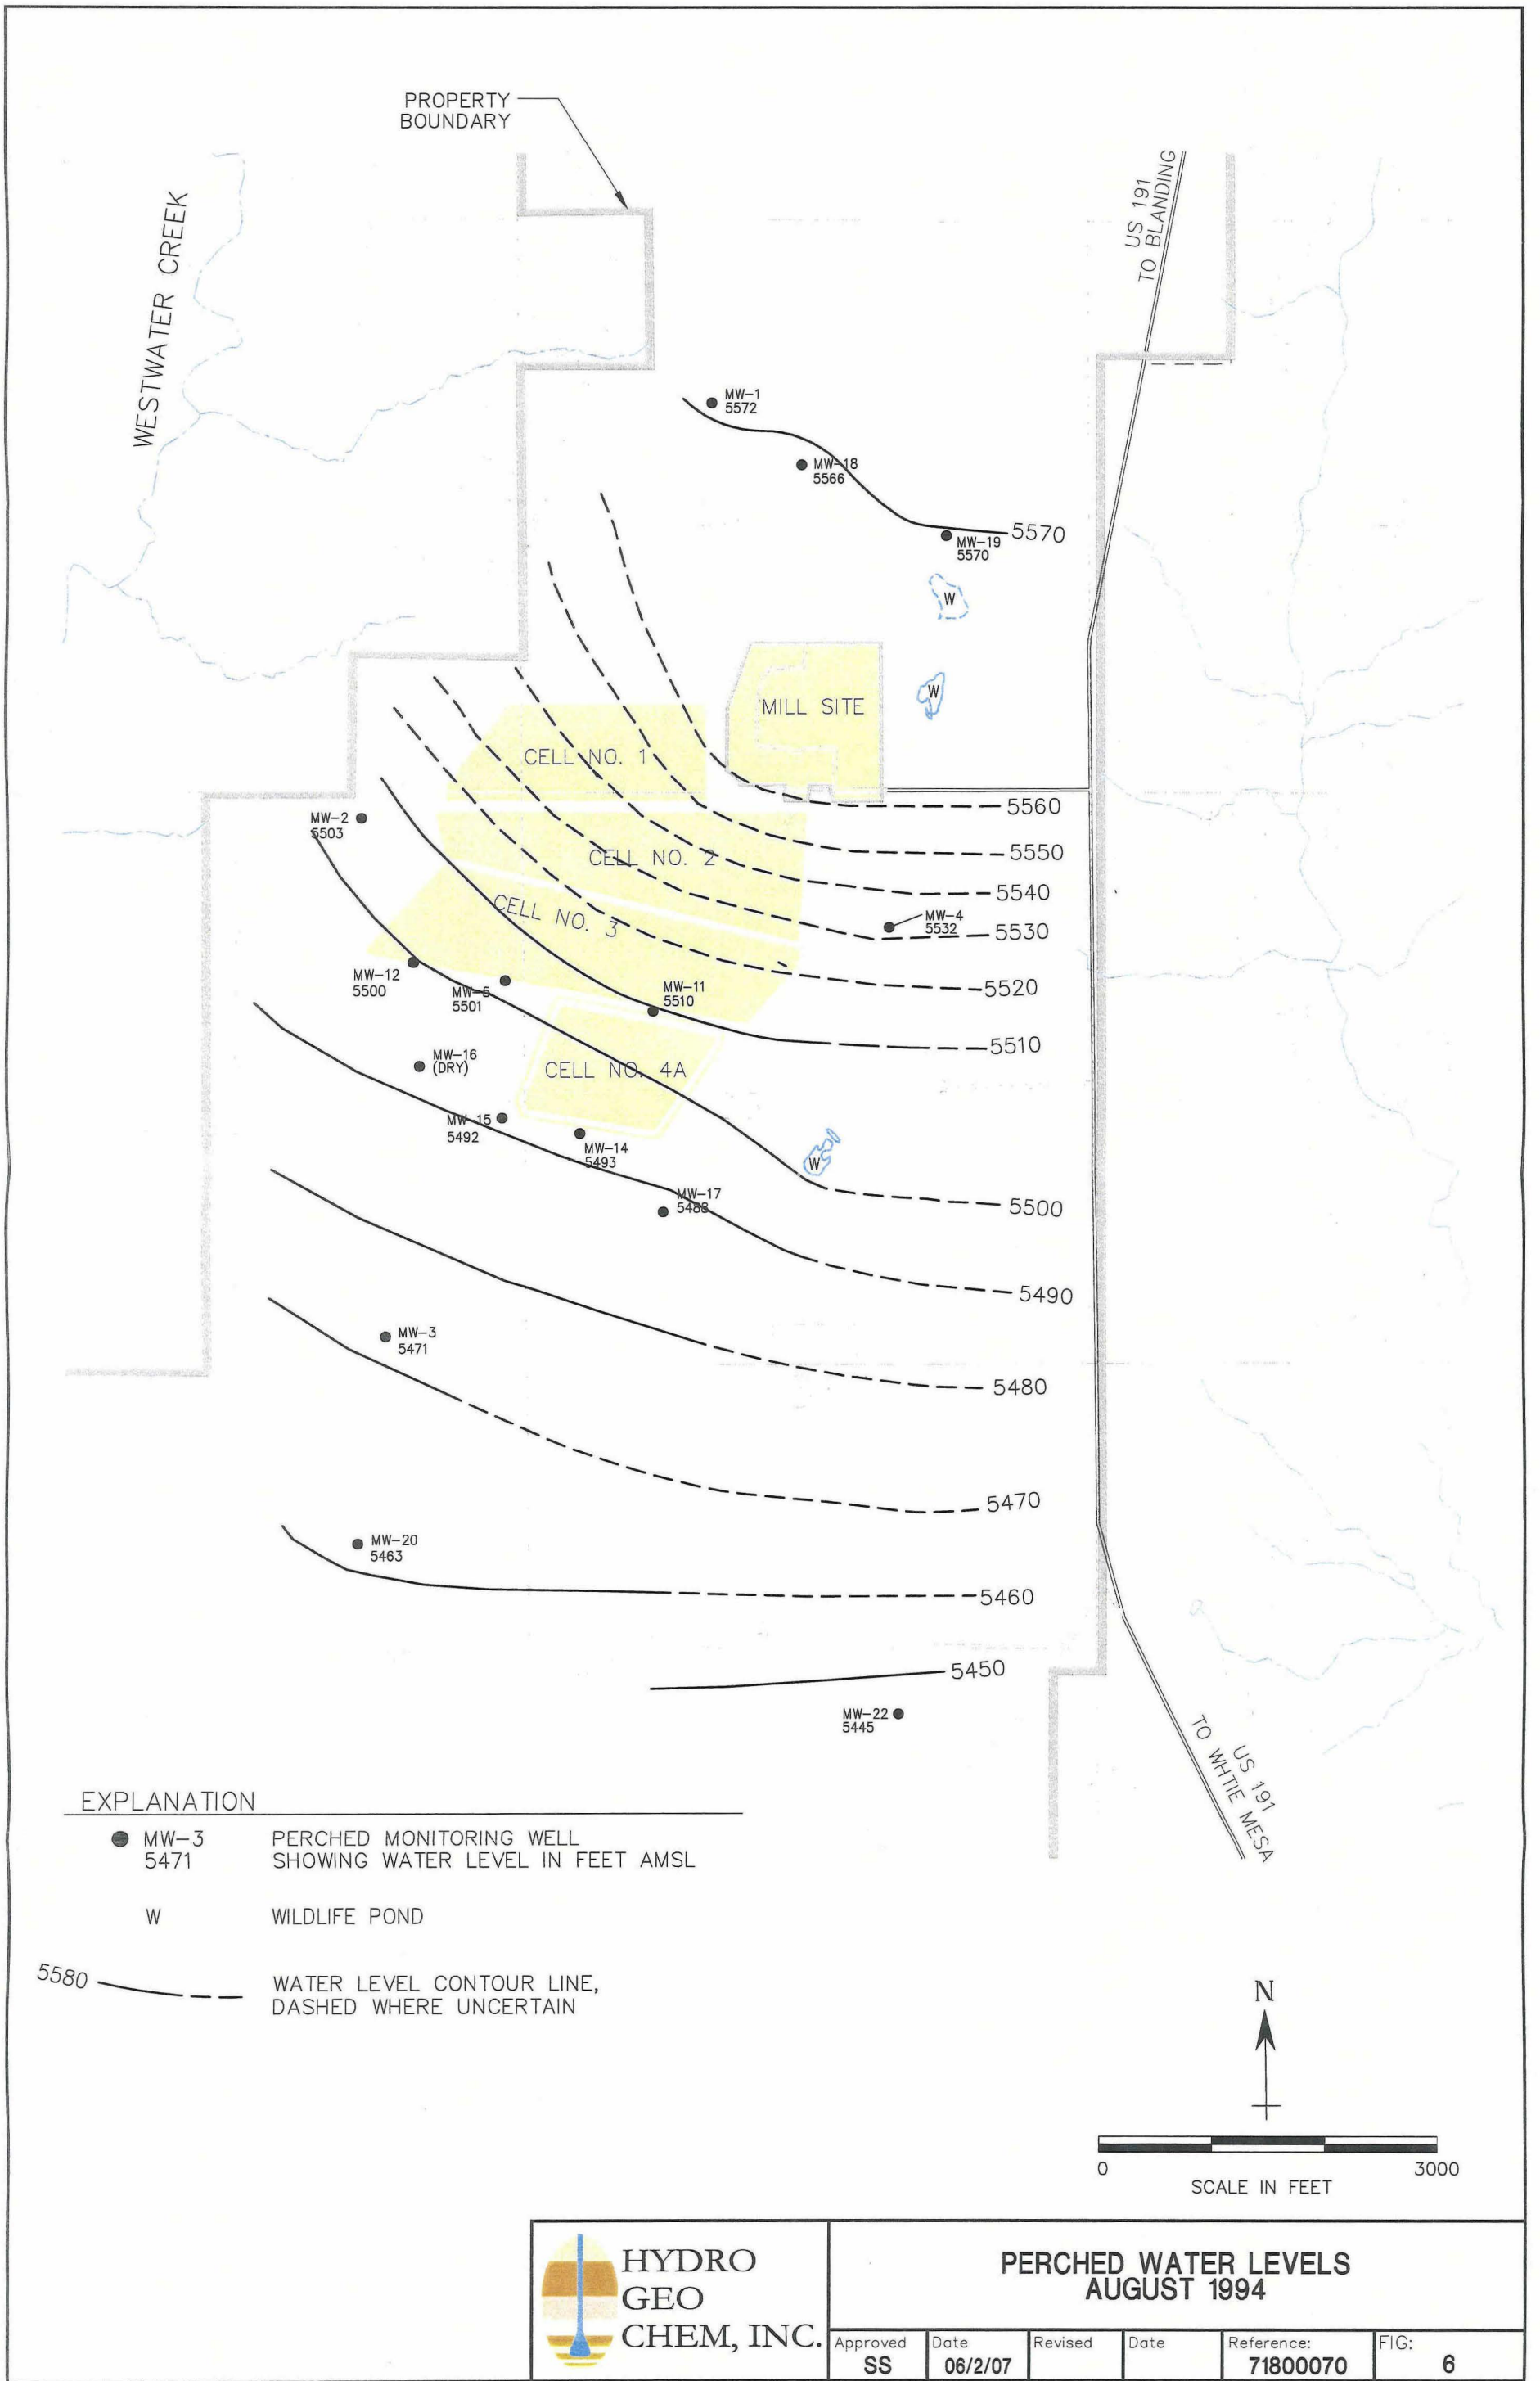 PROPERTY
BOUNDARY
WESTWATER CREEK
US 191
TO BLANDING
MW-1
5572
MW-18
5566
5570
MW-19
5570
W
W
MILL SITE
CELL NO. 1
5560
MW-2
5503
5550
CELL NO. 2
5540
CELL NO. 3
MW-4
5532
5530
MW-12
5500
MW-5
5501
MW-11
5510
5520
5510
MW-16
(DRY)
CELL NO. 4A
MW-15
5492
MW-14
5493
W
MW-17
5488
5500
5490
MW-3
5471
5480
5470
MW-20
5463
5460
5450
MW-22
5445
US 191
TO WHTIE MESA
EXPLANATION
MW-3
5471
PERCHED MONITORING WELL
SHOWING WATER LEVEL IN FEET AMSL
W
WILDLIFE POND
5580
WATER LEVEL CONTOUR LINE,
DASHED WHERE UNCERTAIN
N
0 3000
SCALE IN FEET
HYDRO
GEO
CHEM, INC.
PERCHED WATER LEVELS
AUGUST 1994
Approved
SS
Date
06/2/07
Revised
Date
Reference:
71800070
FIG:
6